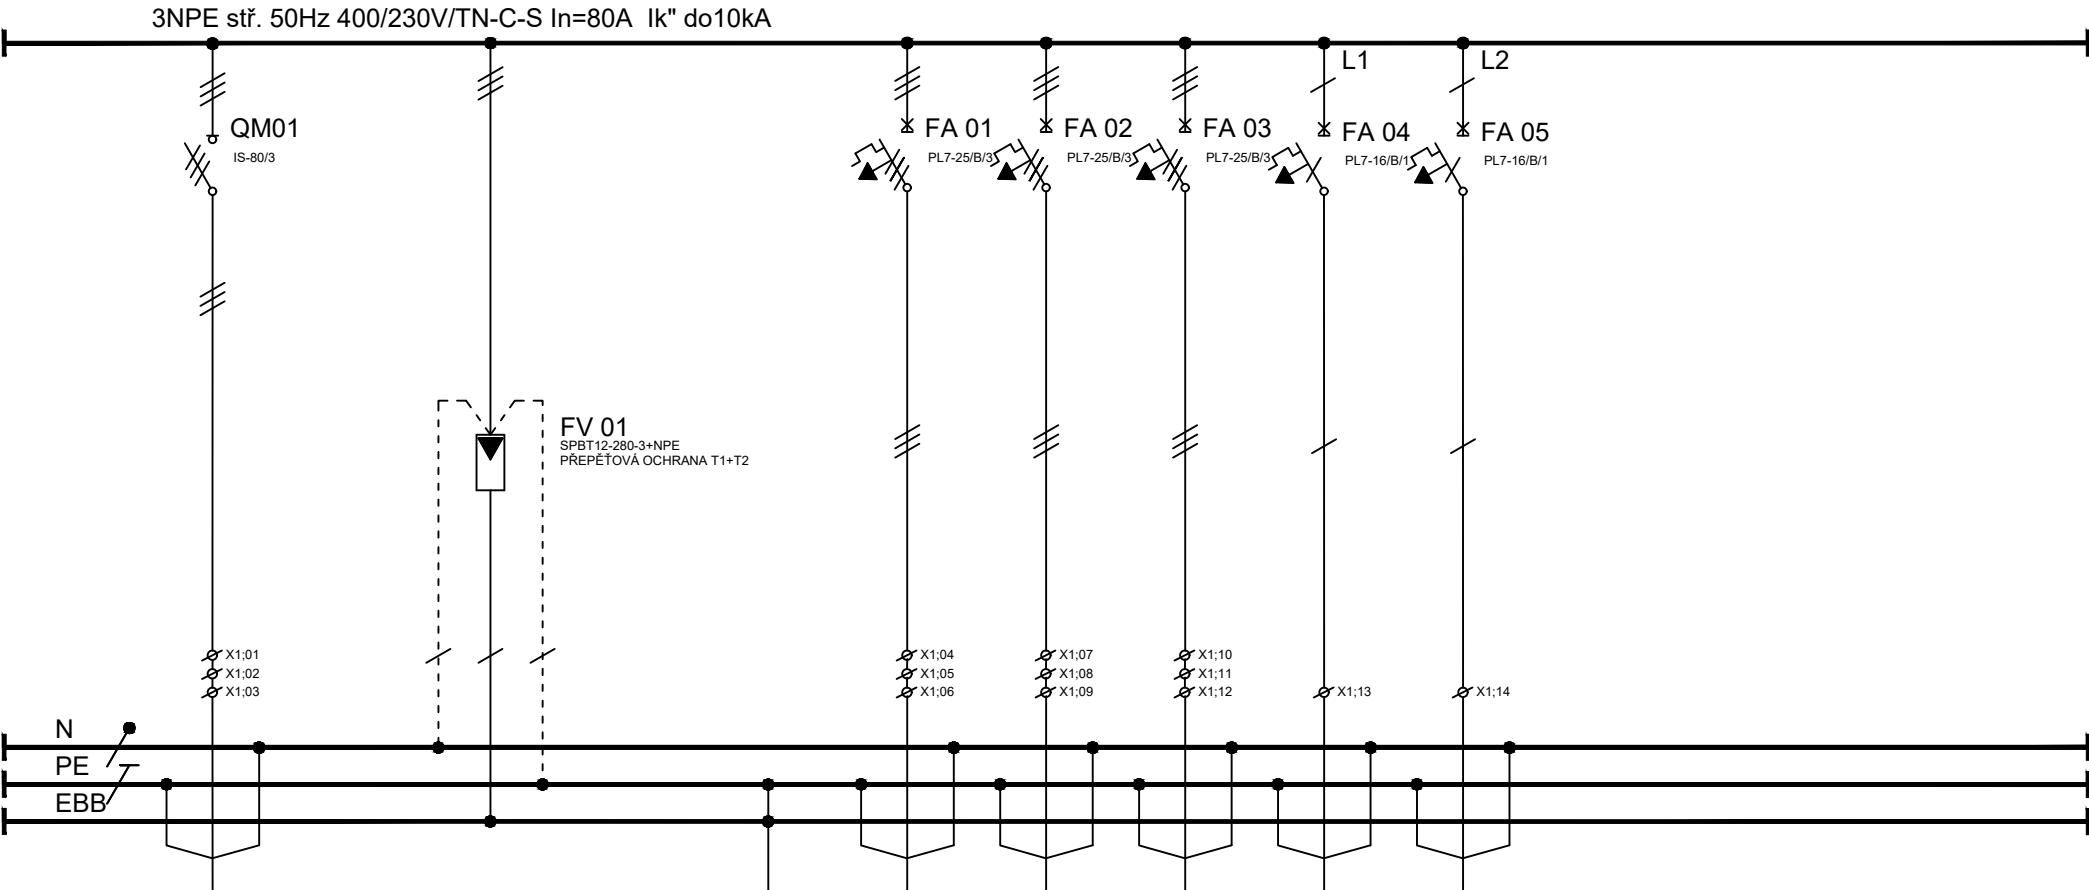 3NPE stř. 50Hz 400/230V/TN-C-S In=80A Ik" do10kA
L1
L2
QM01
IS-80/3
FA 01
PL7-25/B/3
FA 02
PL7-25/B/3
FA 03
PL7-25/B/3
FA 04
PL7-16/B/1
FA 05
PL7-16/B/1
FV 01
SPBT12-280-3+NPE
PŘEPĚŤOVÁ OCHRANA T1+T2
X1;01
X1;02
X1;03
X1;04
X1;05
X1;06
X1;07
X1;08
X1;09
X1;10
X1;11
X1;12
X1;13
X1;14
N
PE
EBB